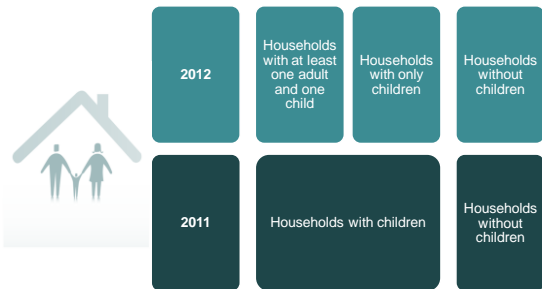 2012
Households
with at least
one adult
and one
child
Households
with only
children
Households
without
children
2011
Households with children
Households
without
children